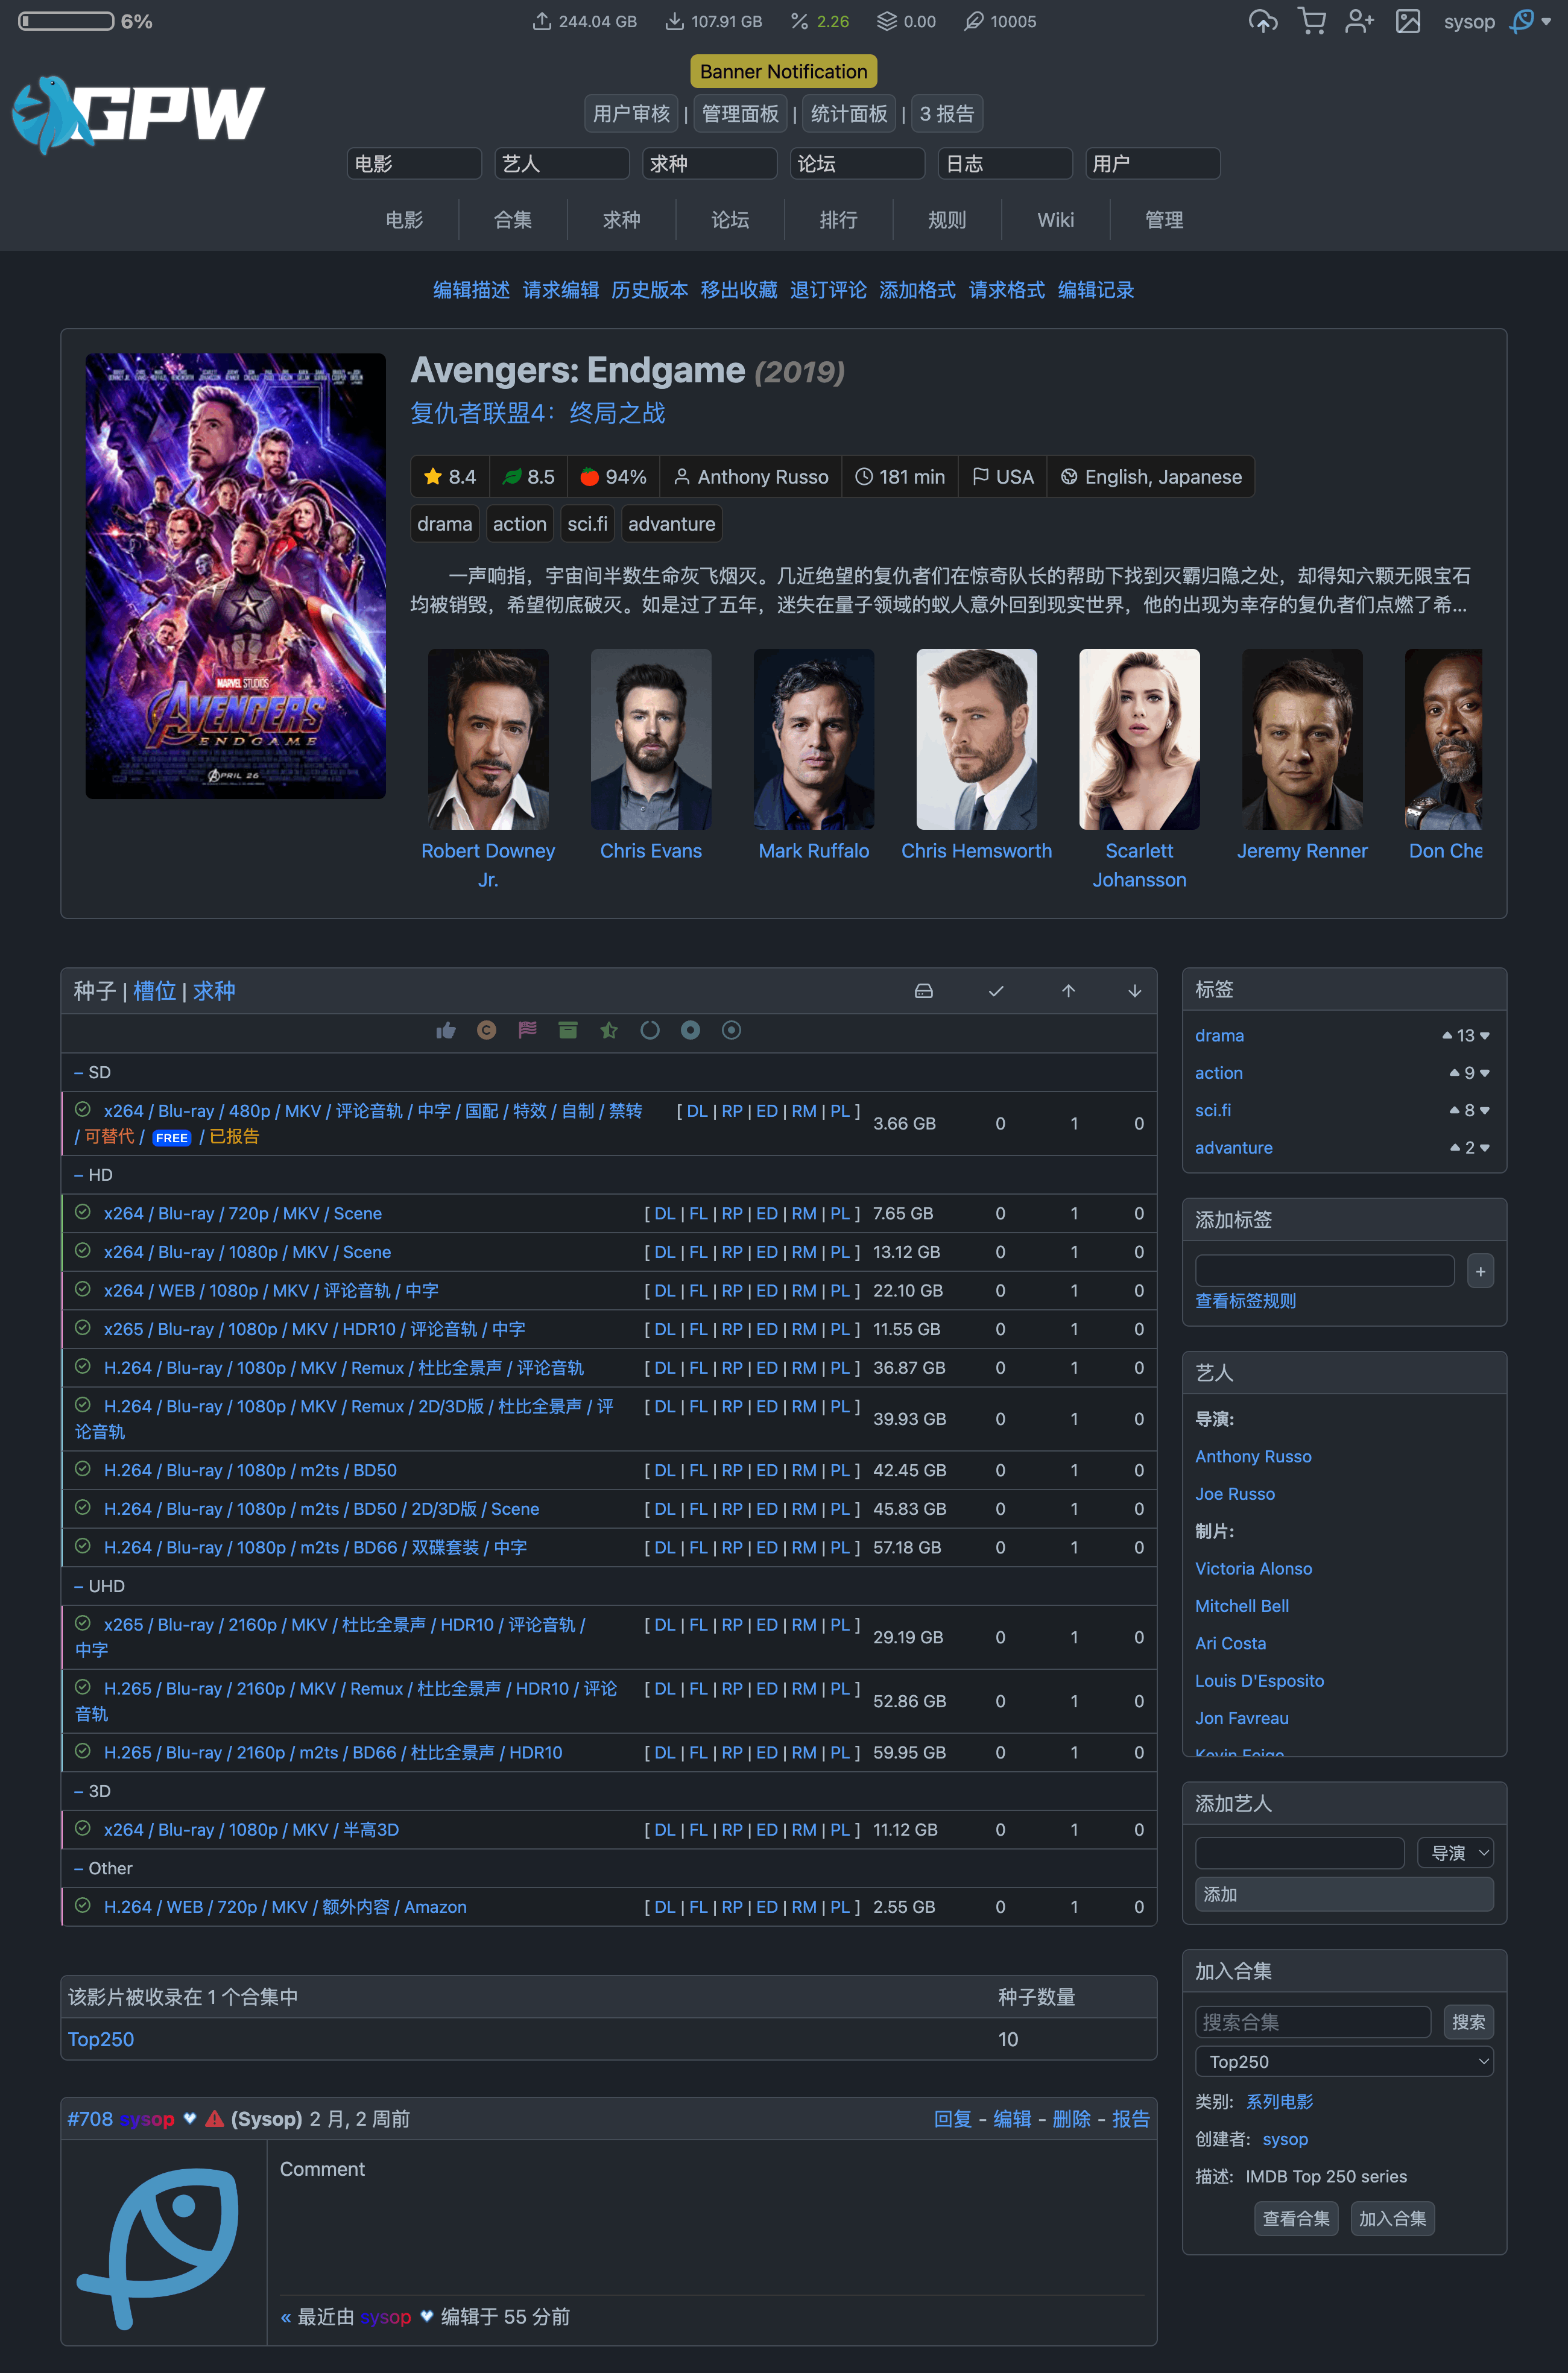 6%
244.04 GB 107.91 GB 2.26 0.00 10005
sysop
Banner Notification
GPW
用户审核 | 管理面板 | 统计面板 | 3 报告
电影 艺人 求种 论坛 日志 用户
电影 合集 求种 论坛 排行 规则 Wiki 管理
编辑描述 请求编辑 历史版本 移出收藏 退订评论 添加格式 请求格式 编辑记录
Avengers: Endgame (2019)
复仇者联盟4：终局之战
8.4 8.5 94% Anthony Russo 181 min USA English, Japanese
drama action sci.fi advanture
一声响指，宇宙间半数生命灰飞烟灭。几近绝望的复仇者们在惊奇队长的帮助下找到灭霸归隐之处，却得知六颗无限宝石
均被销毁，希望彻底破灭。如是过了五年，迷失在量子领域的蚁人意外回到现实世界，他的出现为幸存的复仇者们点燃了希...
MARVEL STUDIOS
AVENGERS
ENDGAME
APRIL 26
Robert Downey
Jr.
Chris Evans
Mark Ruffalo
Chris Hemsworth
Scarlett
Johansson
Jeremy Renner
Don Che
种子 | 槽位 | 求种
– SD
x264 / Blu-ray / 480p / MKV / 评论音轨 / 中字 / 国配 / 特效 / 自制 / 禁转 [ DL | RP | ED | RM | PL ] 3.66 GB 0 1 0
/ 可替代 / FREE / 已报告
– HD
x264 / Blu-ray / 720p / MKV / Scene [ DL | FL | RP | ED | RM | PL ] 7.65 GB 0 1 0
x264 / Blu-ray / 1080p / MKV / Scene [ DL | FL | RP | ED | RM | PL ] 13.12 GB 0 1 0
x264 / WEB / 1080p / MKV / 评论音轨 / 中字 [ DL | FL | RP | ED | RM | PL ] 22.10 GB 0 1 0
x265 / Blu-ray / 1080p / MKV / HDR10 / 评论音轨 / 中字 [ DL | FL | RP | ED | RM | PL ] 11.55 GB 0 1 0
H.264 / Blu-ray / 1080p / MKV / Remux / 杜比全景声 / 评论音轨 [ DL | FL | RP | ED | RM | PL ] 36.87 GB 0 1 0
H.264 / Blu-ray / 1080p / MKV / Remux / 2D/3D版 / 杜比全景声 / 评 [ DL | FL | RP | ED | RM | PL ] 39.93 GB 0 1 0
论音轨
H.264 / Blu-ray / 1080p / m2ts / BD50 [ DL | FL | RP | ED | RM | PL ] 42.45 GB 0 1 0
H.264 / Blu-ray / 1080p / m2ts / BD50 / 2D/3D版 / Scene [ DL | FL | RP | ED | RM | PL ] 45.83 GB 0 1 0
H.264 / Blu-ray / 1080p / m2ts / BD66 / 双碟套装 / 中字 [ DL | FL | RP | ED | RM | PL ] 57.18 GB 0 1 0
– UHD
x265 / Blu-ray / 2160p / MKV / 杜比全景声 / HDR10 / 评论音轨 / [ DL | FL | RP | ED | RM | PL ] 29.19 GB 0 1 0
中字
H.265 / Blu-ray / 2160p / MKV / Remux / 杜比全景声 / HDR10 / 评论 [ DL | FL | RP | ED | RM | PL ] 52.86 GB 0 1 0
音轨
H.265 / Blu-ray / 2160p / m2ts / BD66 / 杜比全景声 / HDR10 [ DL | FL | RP | ED | RM | PL ] 59.95 GB 0 1 0
– 3D
x264 / Blu-ray / 1080p / MKV / 半高3D [ DL | FL | RP | ED | RM | PL ] 11.12 GB 0 1 0
– Other
H.264 / WEB / 720p / MKV / 额外内容 / Amazon [ DL | FL | RP | ED | RM | PL ] 2.55 GB 0 1 0
该影片被收录在 1 个合集中 种子数量
Top250 10
#708 sysop (Sysop) 2 月, 2 周前 回复 - 编辑 - 删除 - 报告
Comment
« 最近由 sysop 编辑于 55 分前
标签
drama 13
action 9
sci.fi 8
advanture 2
添加标签
+
查看标签规则
艺人
导演:
Anthony Russo
Joe Russo
制片:
Victoria Alonso
Mitchell Bell
Ari Costa
Louis D'Esposito
Jon Favreau
Kevin Feige
添加艺人
导演
添加
加入合集
搜索合集 搜索
Top250
类别: 系列电影
创建者: sysop
描述: IMDB Top 250 series
查看合集 加入合集